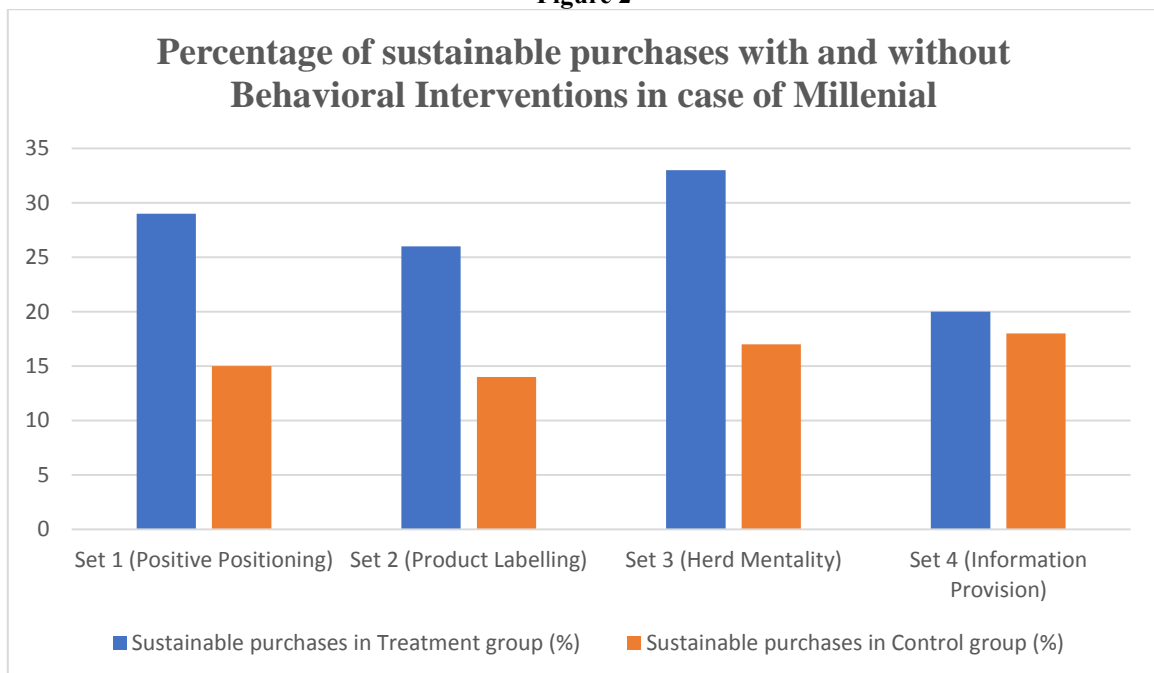 Figure 2
Percentage of sustainable purchases with and without
Behavioral Interventions in case of Millenial
35
30
25
20
15
10
5
0
Set 1 (Positive Positioning)
Set 2 (Product Labelling)
Set 3 (Herd Mentality)
Set 4 (Information
Provision)
Sustainable purchases in Treatment group (%)
Sustainable purchases in Control group (%)